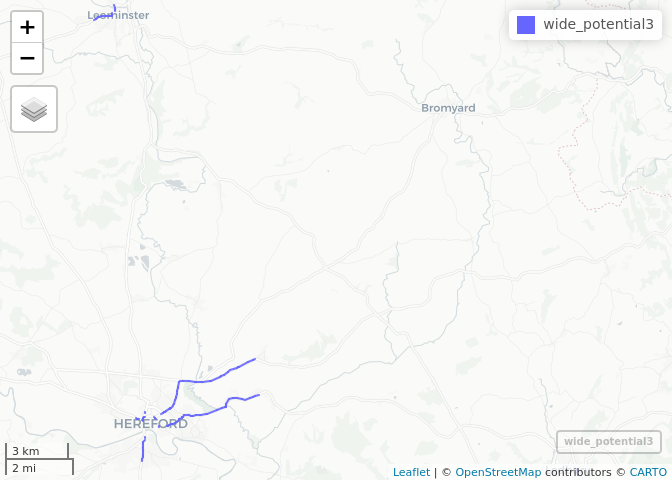 Leominster
+
−
wide_potential3
Bromyard
HEREFORD
3 km
2 mi
wide_potential3
Leaflet | © OpenStreetMap contributors © CARTO